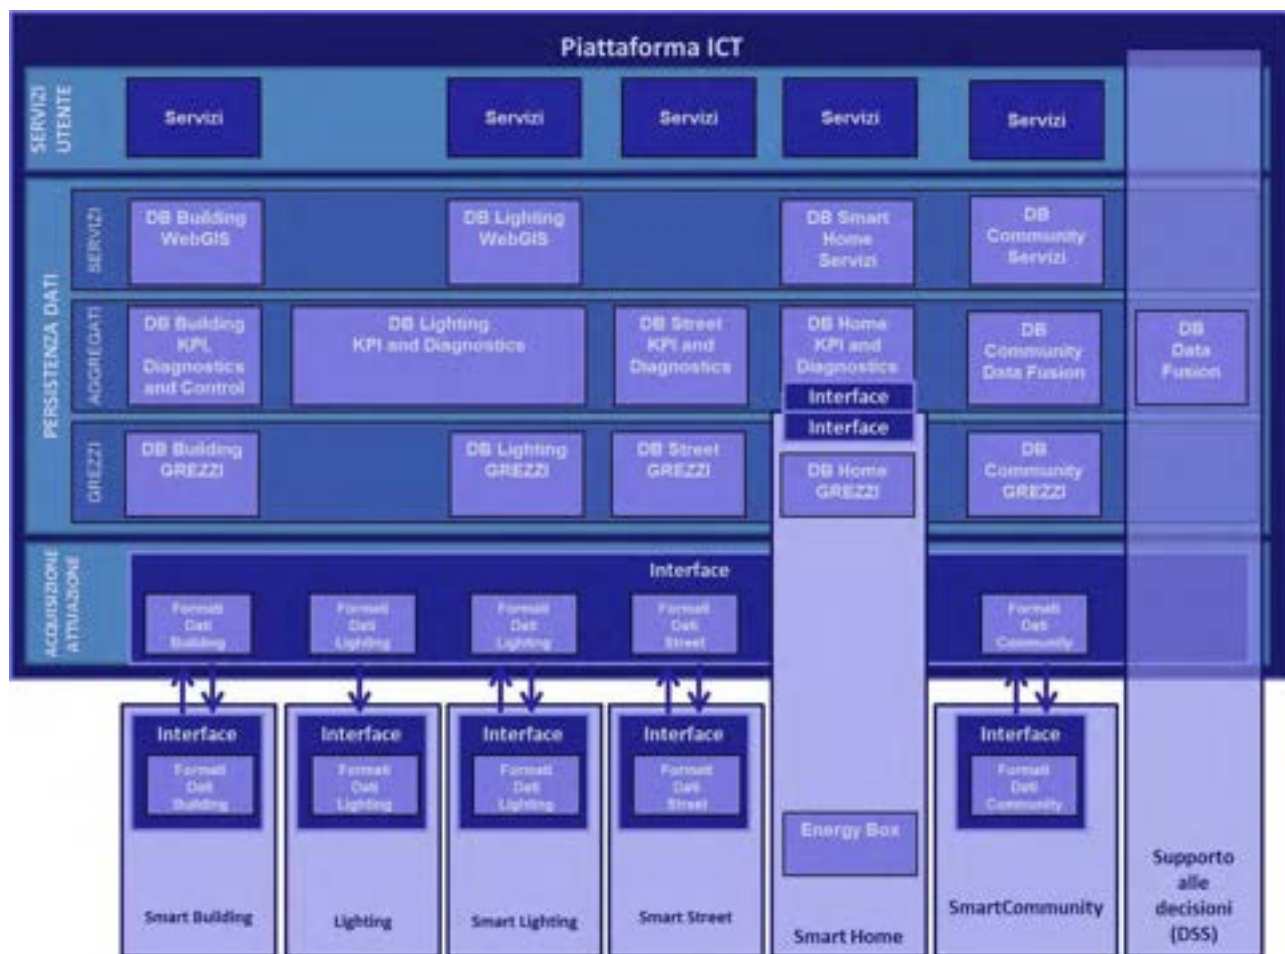 Piattaforma ICT
SERVIZI
UTENTE
Servizi
Servizi
Servizi
Servizi
Servizi
PERSISTENZA DATI
SERVIZI
DB Building
WebGIS
DB Lighting
WebGIS
DB Smart
Home
Servizi
DB
Community
Servizi
AGGREGATI
DB Building
KPI,
Diagnostics
and Control
DB Lighting
KPI and Diagnostics
DB Street
KPI and
Diagnostics
DB Home
KPI and
Diagnostics
Interface
Interface
DB
Community
Data Fusion
DB
Data
Fusion
GREZZI
DB Building
GREZZI
DB Lighting
GREZZI
DB Street
GREZZI
DB Home
GREZZI
DB
Community
GREZZI
ACQUISIZIONE
ATTUAZIONE
Interface
Formati
Dati
Building
Formati
Dati
Lighting
Formati
Dati
Lighting
Formati
Dati
Street
Formati
Dati
Community
Interface
Formati
Dati
Building
Smart Building
Interface
Formati
Dati
Lighting
Lighting
Interface
Formati
Dati
Lighting
Smart Lighting
Interface
Formati
Dati
Street
Smart Street
Energy Box
Smart Home
Interface
Formati
Dati
Community
SmartCommunity
Supporto
alle
decisioni
(DSS)